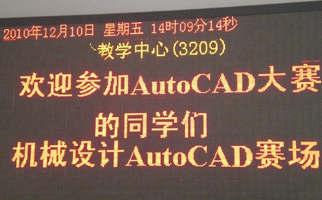 2010年12月10日 星期五 14时09分14秒
教学中心(3209)
欢迎参加AutoCAD大赛
的同学们
机械设计AutoCAD赛场